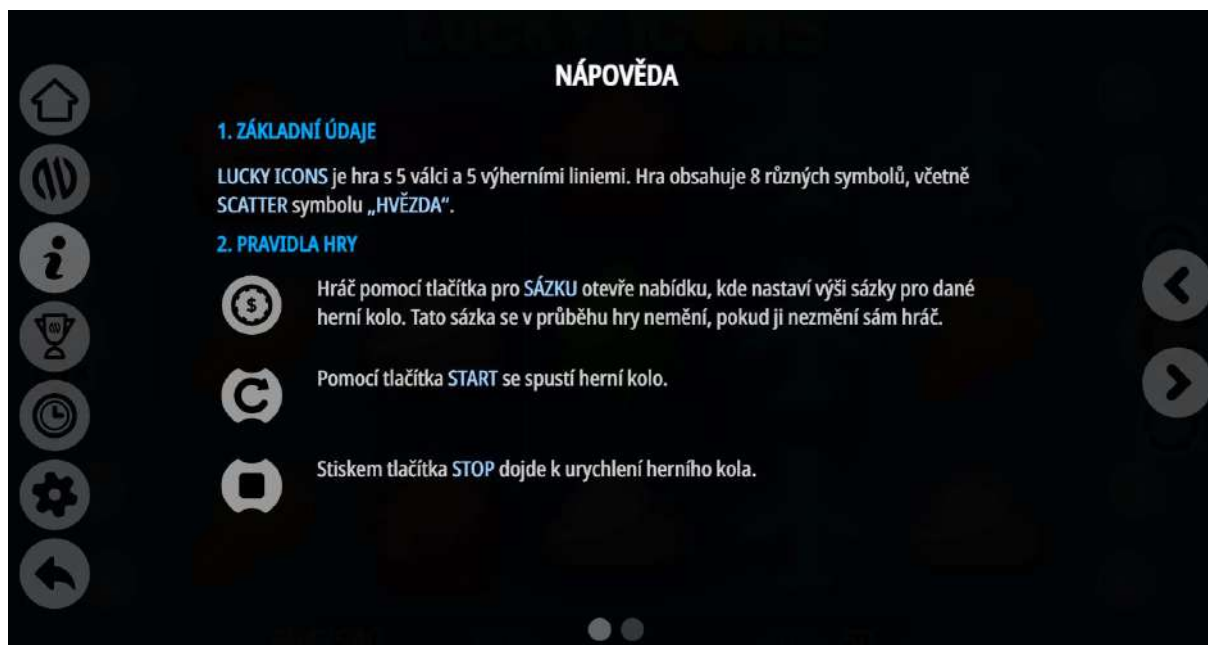 LUCKY ICONS
NÁPOVĚDA
1. ZÁKLADNÍ ÚDAJE
LUCKY ICONS je hra s 5 válci a 5 výherními liniemi. Hra obsahuje 8 různých symbolů, včetně
SCATTER symbolu „HVĚZDA“.
2. PRAVIDLA HRY
Hráč pomocí tlačítka pro SÁZKU otevře nabídku, kde nastaví výši sázky pro dané
herní kolo. Tato sázka se v průběhu hry nemění, pokud ji nezmění sám hráč.
Pomocí tlačítka START se spustí herní kolo.
Stiskem tlačítka STOP dojde k urychlení herního kola.